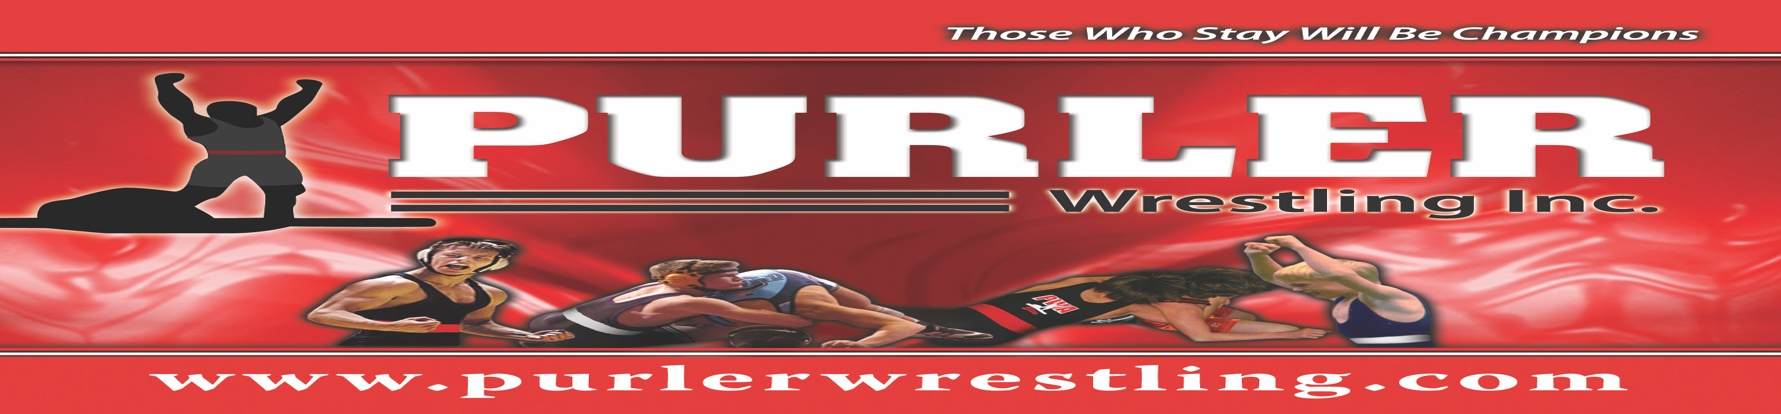 Those Who Stay Will Be Champions
PURLER
Wrestling Inc.
www.purlerwrestling.com